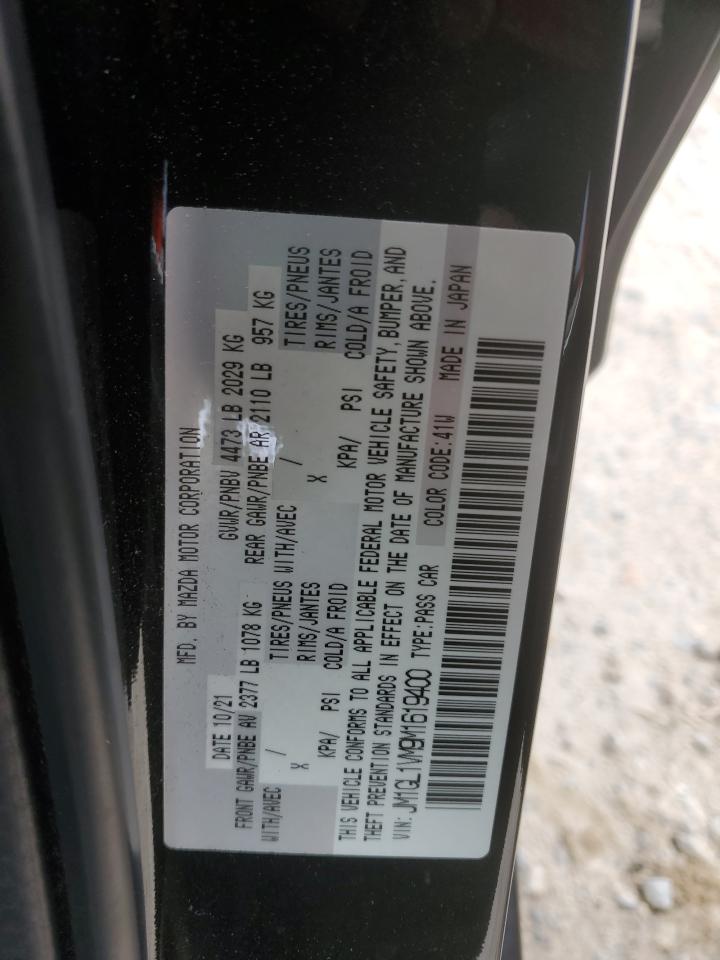 MFD. BY MAZDA MOTOR CORPORATION
DATE 10/21 GVWR/PNBV 4473 LB 2029 KG
FRONT GAWR/PNBE AV 2377 LB 1078 KG REAR GAWR/PNBE AR 2110 LB 957 KG
WITH/AVEC / TIRES/PNEUS WITH/AVEC / TIRES/PNEUS
X RIMS/JANTES X RIMS/JANTES
KPA/ PSI COLD/A FROID KPA/ PSI COLD/A FROID
THIS VEHICLE CONFORMS TO ALL APPLICABLE FEDERAL MOTOR VEHICLE SAFETY, BUMPER, AND
THEFT PREVENTION STANDARDS IN EFFECT ON THE DATE OF MANUFACTURE SHOWN ABOVE.
VIN: JM1GL1VM9M1619400 TYPE:PASS CAR COLOR CODE:41W MADE IN JAPAN